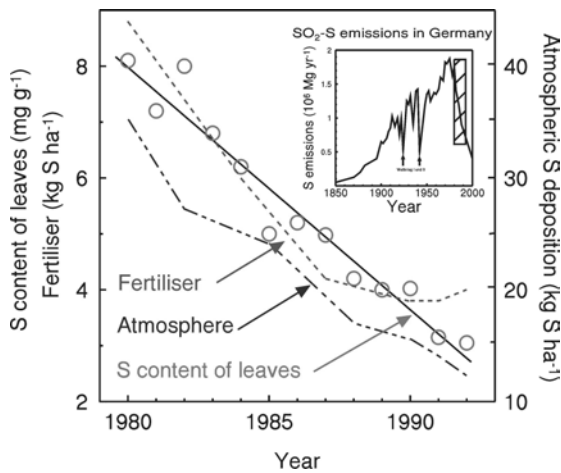 SO₂-S emissions in Germany
S emissions (10⁶ Mg yr⁻¹)
2
1.5
1
0.5
1850
1900
1950
2000
Year
S content of leaves (mg g⁻¹)
Fertiliser (kg S ha⁻¹)
8
6
4
2
Atmospheric S deposition
(kg S ha⁻¹)
40
30
20
10
Fertiliser
Atmosphere
S content of leaves
1980
1985
1990
Year